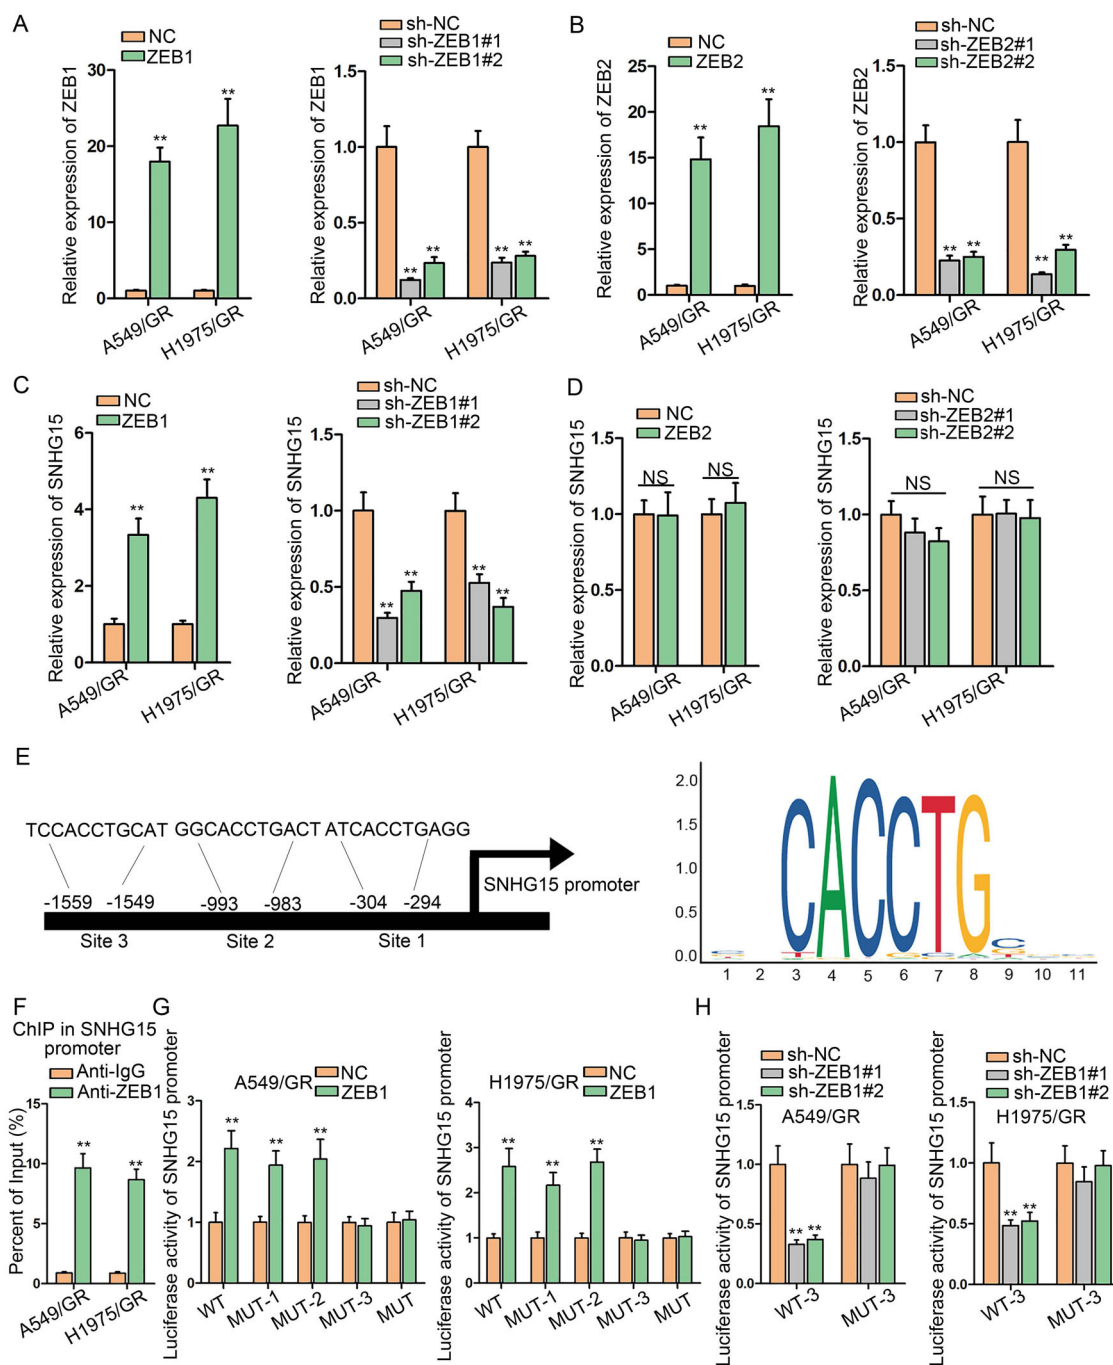 A
NC
ZEB1
Relative expression of ZEB1
30
20
10
0
**
**
A549/GR
H1975/GR
sh-NC
sh-ZEB1#1
sh-ZEB1#2
Relative expression of ZEB1
1.5
1.0
0.5
0.0
**
**
**
**
A549/GR
H1975/GR
B
NC
ZEB2
Relative expression of ZEB2
25
20
15
10
5
0
**
**
A549/GR
H1975/GR
sh-NC
sh-ZEB2#1
sh-ZEB2#2
Relative expression of ZEB2
1.5
1.0
0.5
0.0
**
**
**
**
A549/GR
H1975/GR
C
NC
ZEB1
Relative expression of SNHG15
6
4
2
0
**
**
A549/GR
H1975/GR
sh-NC
sh-ZEB1#1
sh-ZEB1#2
Relative expression of SNHG15
1.5
1.0
0.5
0.0
**
**
**
**
A549/GR
H1975/GR
D
NC
ZEB2
Relative expression of SNHG15
1.5
1.0
0.5
0.0
NS
NS
A549/GR
H1975/GR
sh-NC
sh-ZEB2#1
sh-ZEB2#2
Relative expression of SNHG15
1.5
1.0
0.5
0.0
NS
NS
A549/GR
H1975/GR
E
TCCACCTGCAT GGCACCTGACT ATCACCTGAGG
-1559 -1549 -993 -983 -304 -294
SNHG15 promoter
Site 3 Site 2 Site 1
2.0
1.5
1.0
0.5
0.0
CACCTG
C
1 2 3 4 5 6 7 8 9 10 11
F
ChIP in SNHG15
promoter
Anti-IgG
Anti-ZEB1
Percent of Input (%)
15
10
5
0
**
**
A549/GR
H1975/GR
G
Luciferase activity of SNHG15 promoter
A549/GR
NC
ZEB1
3
2
1
0
**
**
**
WT
MUT-1
MUT-2
MUT-3
MUT
Luciferase activity of SNHG15 promoter
H1975/GR
NC
ZEB1
4
3
2
1
0
**
**
**
WT
MUT-1
MUT-2
MUT-3
MUT
H
Luciferase activity of SNHG15 promoter
sh-NC
sh-ZEB1#1
sh-ZEB1#2
A549/GR
1.5
1.0
0.5
0.0
**
**
WT-3
MUT-3
Luciferase activity of SNHG15 promoter
sh-NC
sh-ZEB1#1
sh-ZEB1#2
H1975/GR
1.5
1.0
0.5
0.0
**
**
WT-3
MUT-3